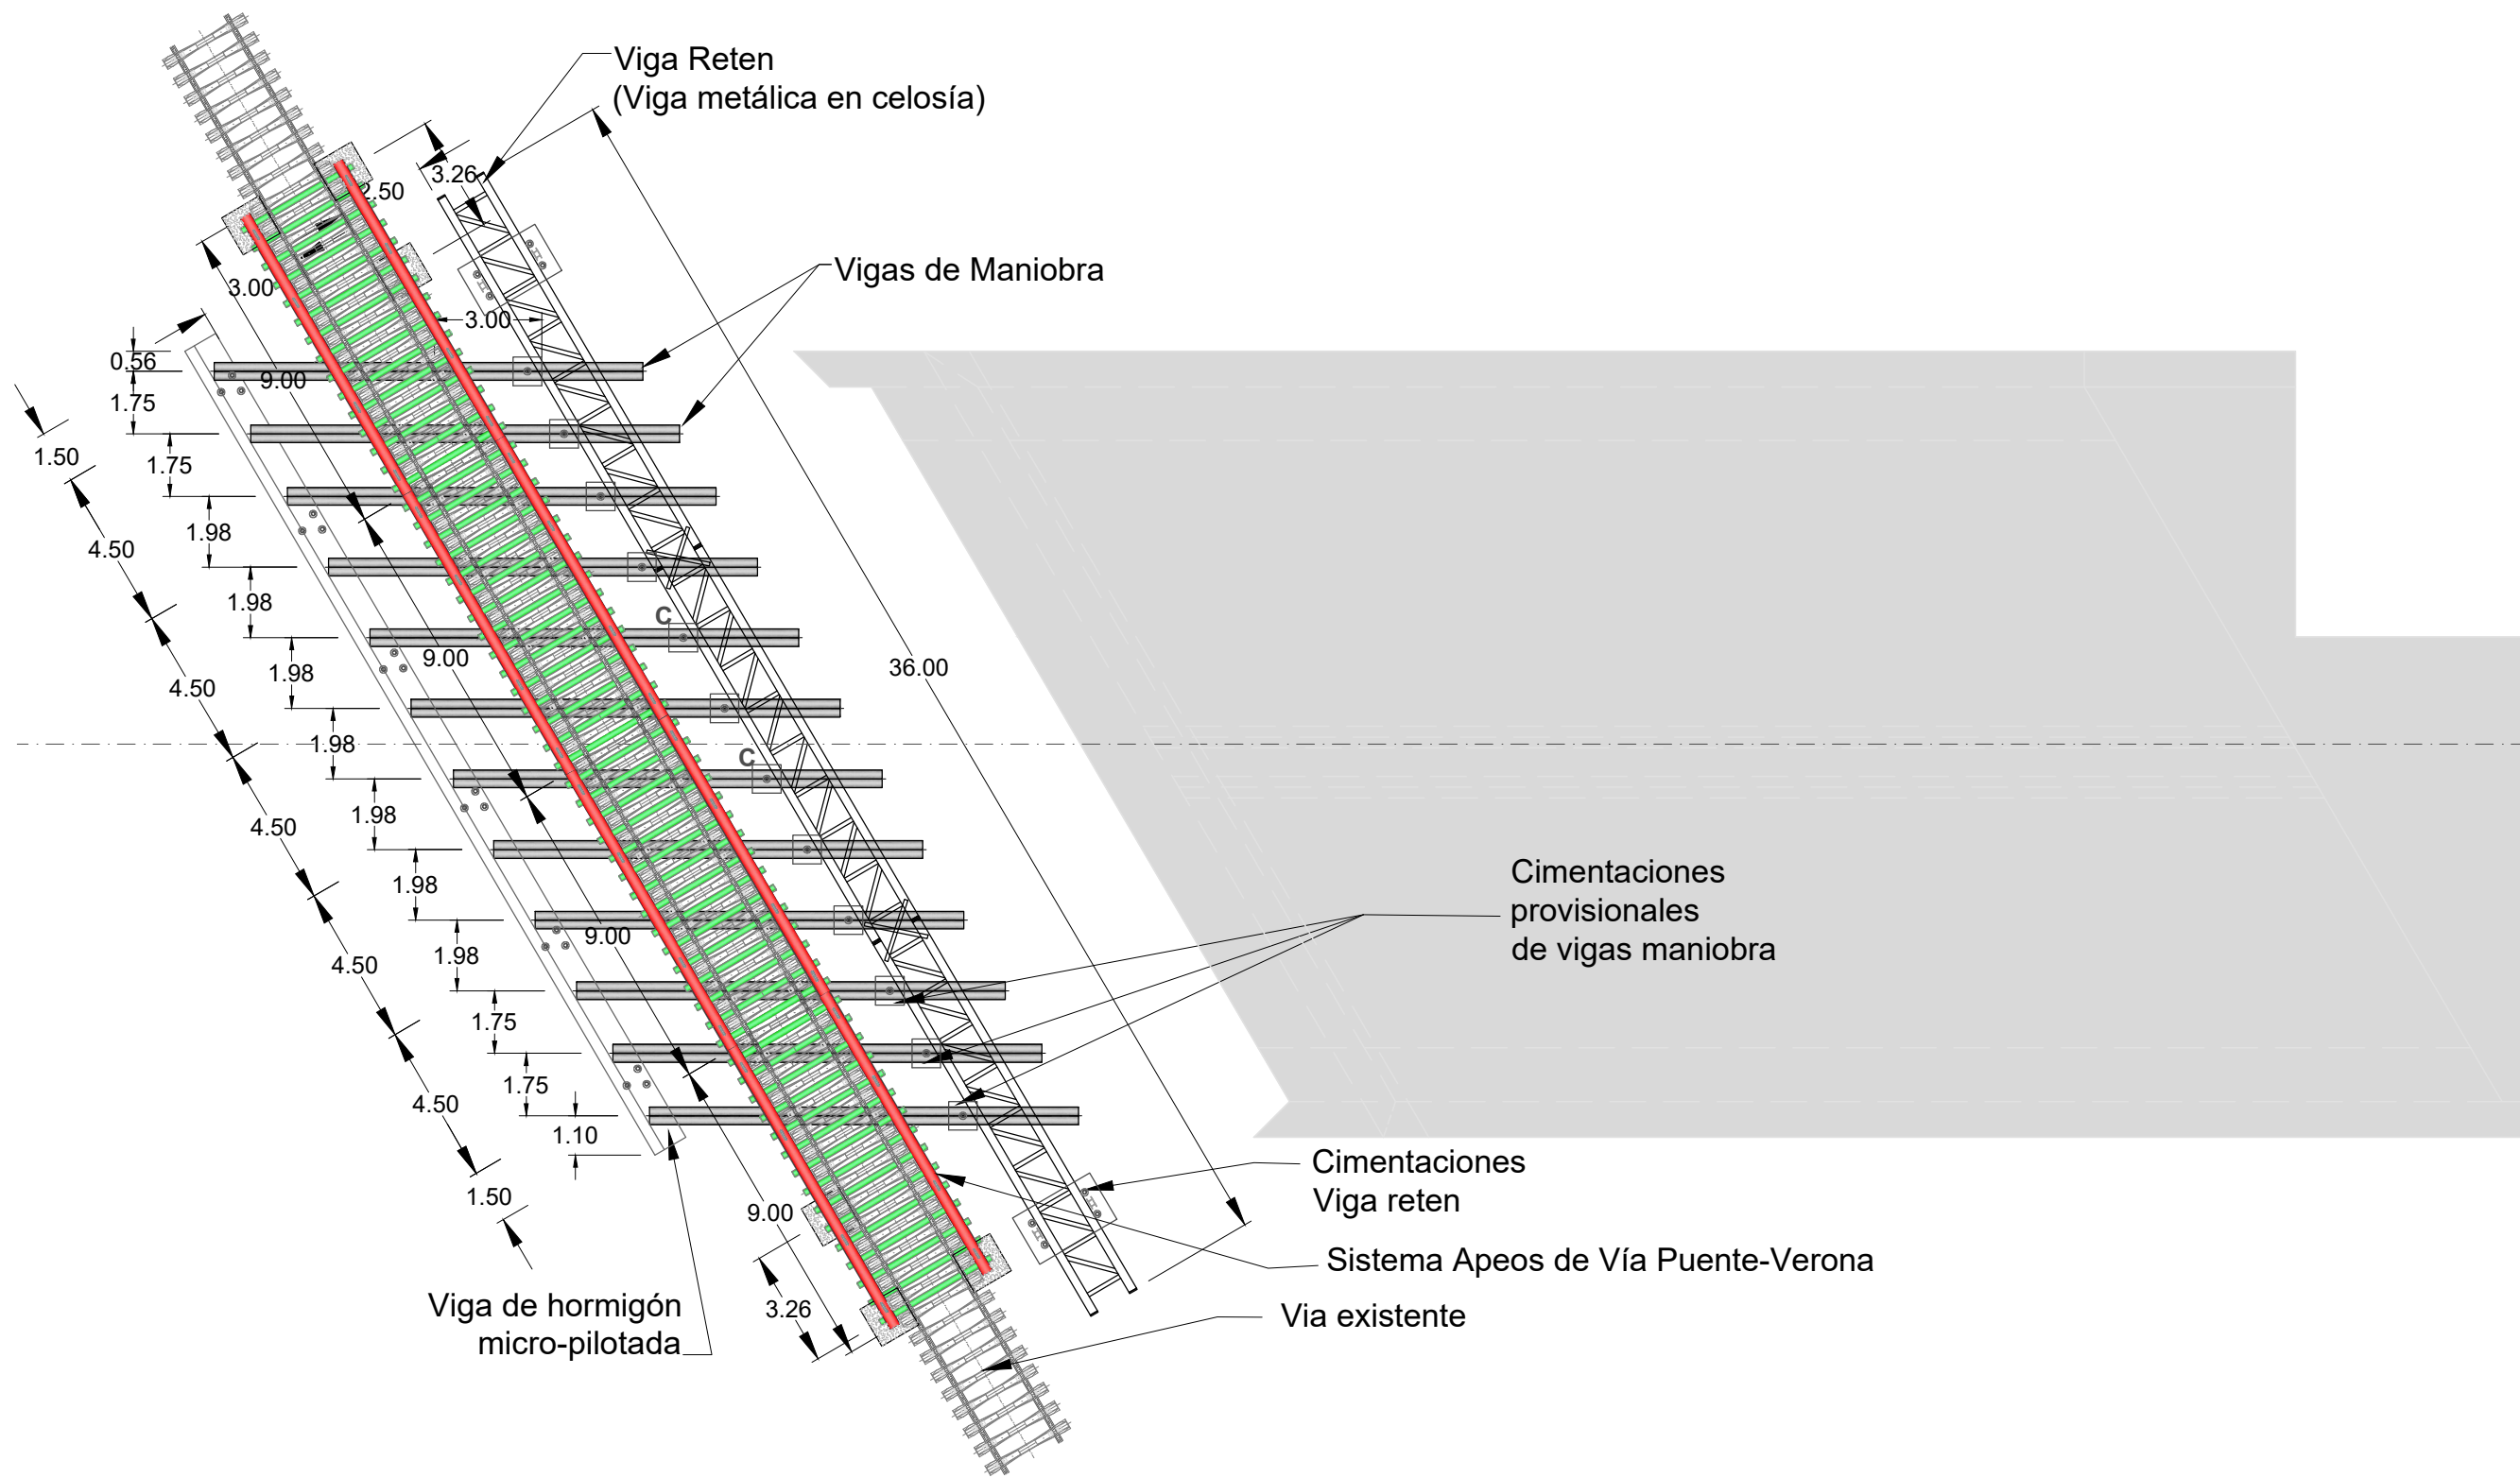 Viga Reten
(Viga metálica en celosía)
3.26
2.50
Vigas de Maniobra
3.00
3.00
0.56
9.00
1.75
1.50
1.75
4.50
1.98
1.98
C
9.00
36.00
4.50
1.98
1.98
C
4.50
1.98
Cimentaciones
provisionales
de vigas maniobra
1.98
9.00
4.50
1.98
1.75
1.75
4.50
1.10
Cimentaciones
Viga reten
1.50
9.00
Sistema Apeos de Vía Puente-Verona
Viga de hormigón
micro-pilotada
3.26
Via existente